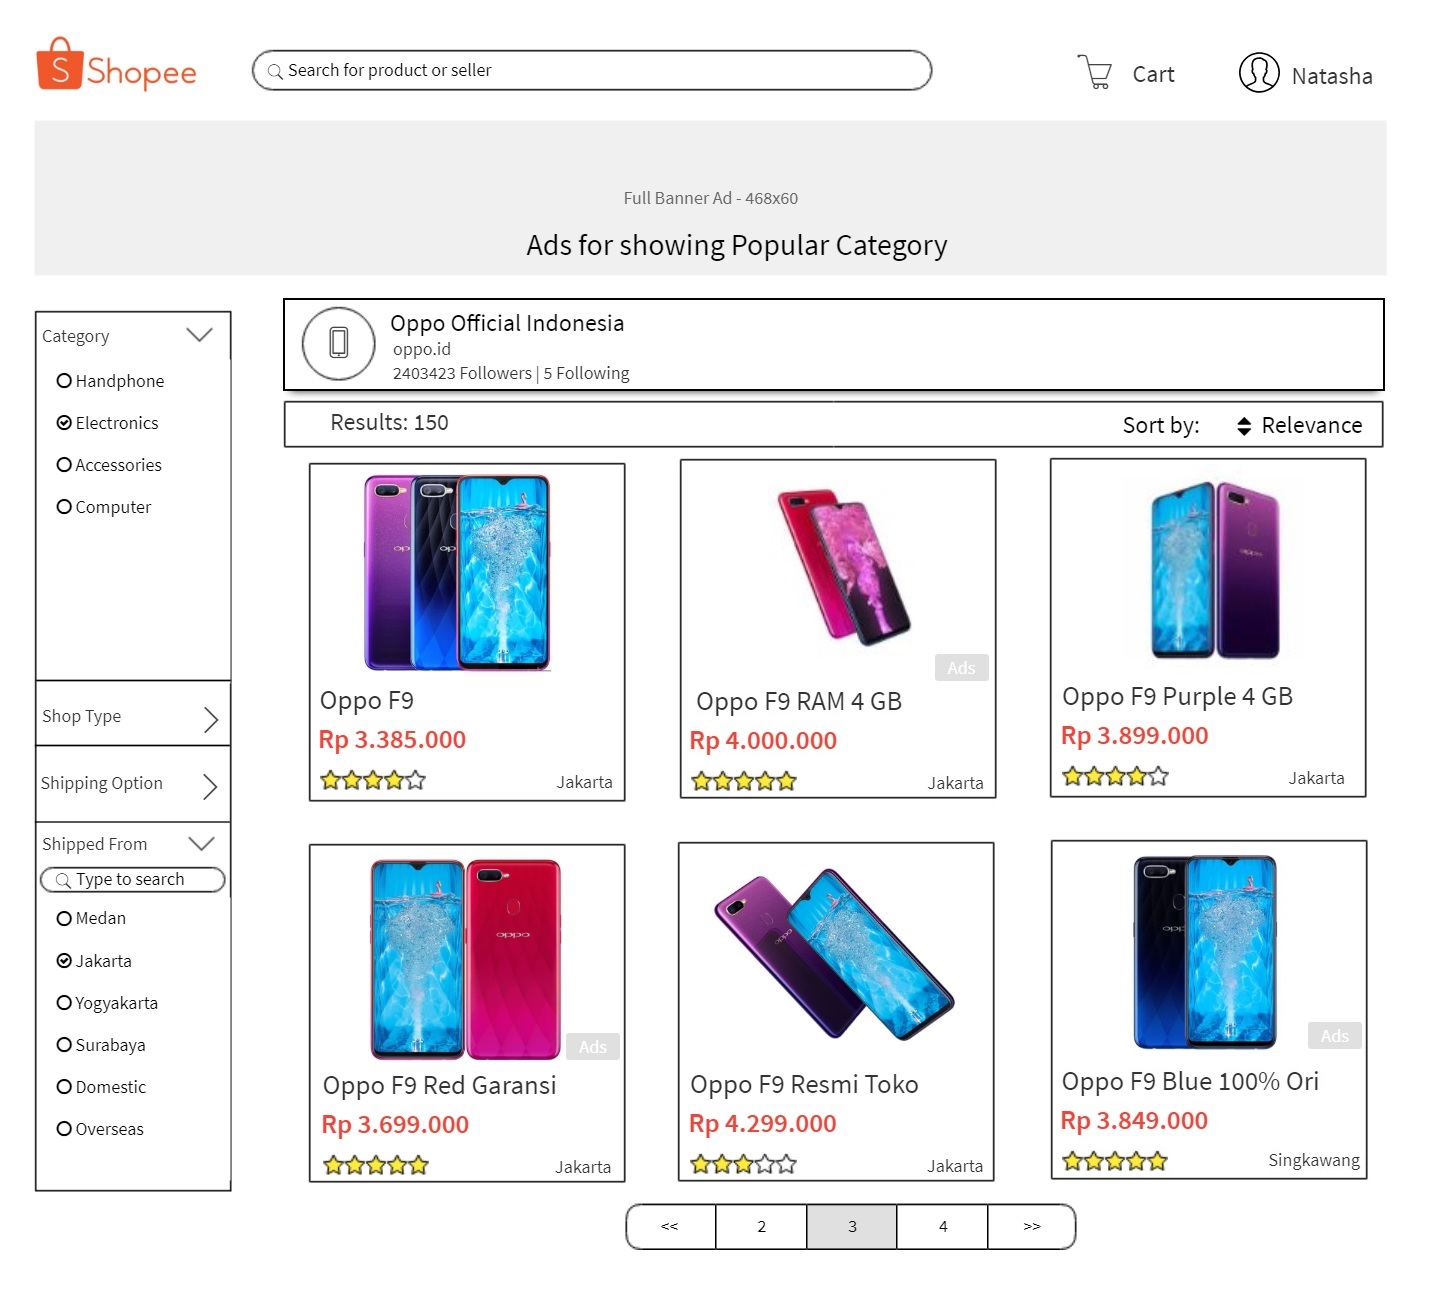 S Shopee
Search for product or seller
Cart
Natasha
Full Banner Ad - 468x60
Ads for showing Popular Category
Category
Handphone
Electronics
Accessories
Computer
Shop Type
Shipping Option
Shipped From
Type to search
Medan
Jakarta
Yogyakarta
Surabaya
Domestic
Overseas
Oppo Official Indonesia
oppo.id
2403423 Followers | 5 Following
Results: 150
Sort by:
Relevance
Oppo F9
Rp 3.385.000
Jakarta
Ads
Oppo F9 RAM 4 GB
Rp 4.000.000
Jakarta
oppo
Oppo F9 Purple 4 GB
Rp 3.899.000
Jakarta
oppo
Ads
Oppo F9 Red Garansi
Rp 3.699.000
Jakarta
Oppo F9 Resmi Toko
Rp 4.299.000
Jakarta
Ads
Oppo F9 Blue 100% Ori
Rp 3.849.000
Singkawang
<< 2 3 4 >>